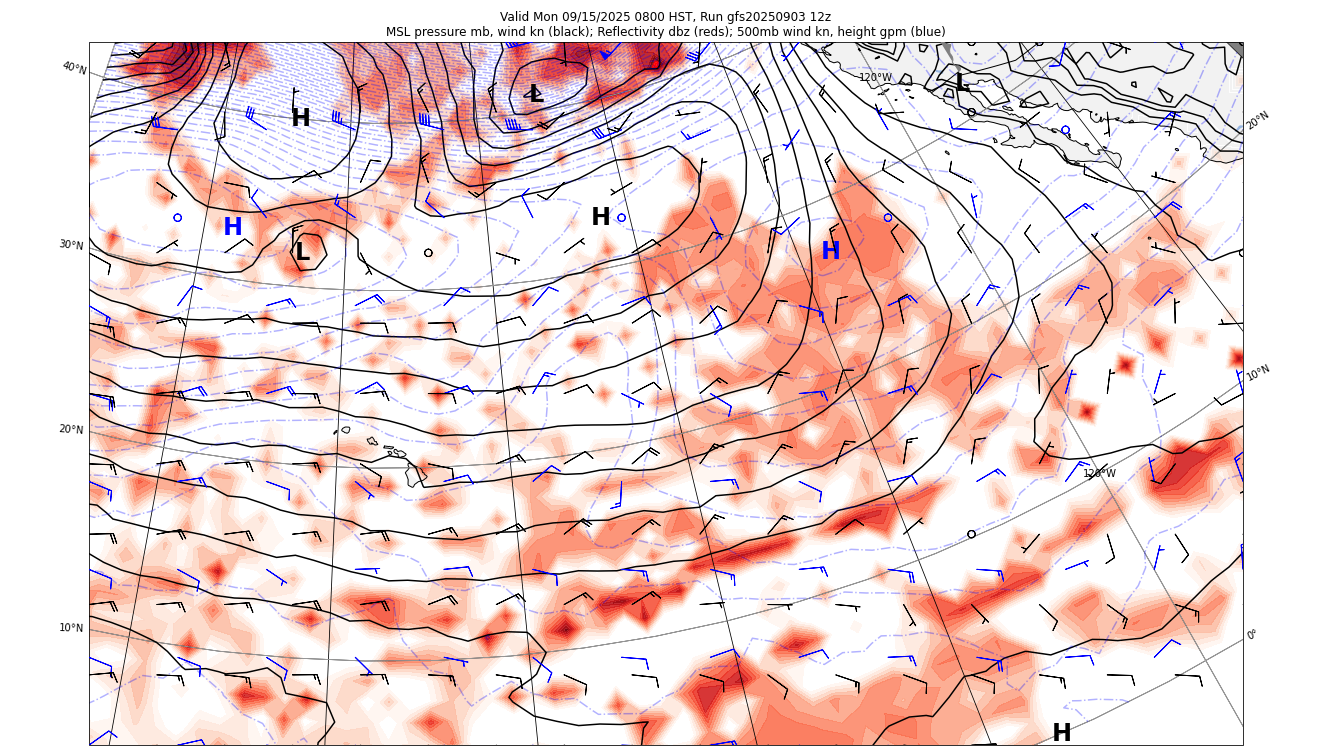 Valid Mon 09/15/2025 0800 HST, Run gfs20250903 12z
MSL pressure mb, wind kn (black); Reflectivity dbz (reds); 500mb wind kn, height gpm (blue)
40°N
120°W
L
20°N
L
H
H
H
H
30°N
L
10°N
20°N
120°W
10°N
0°
H